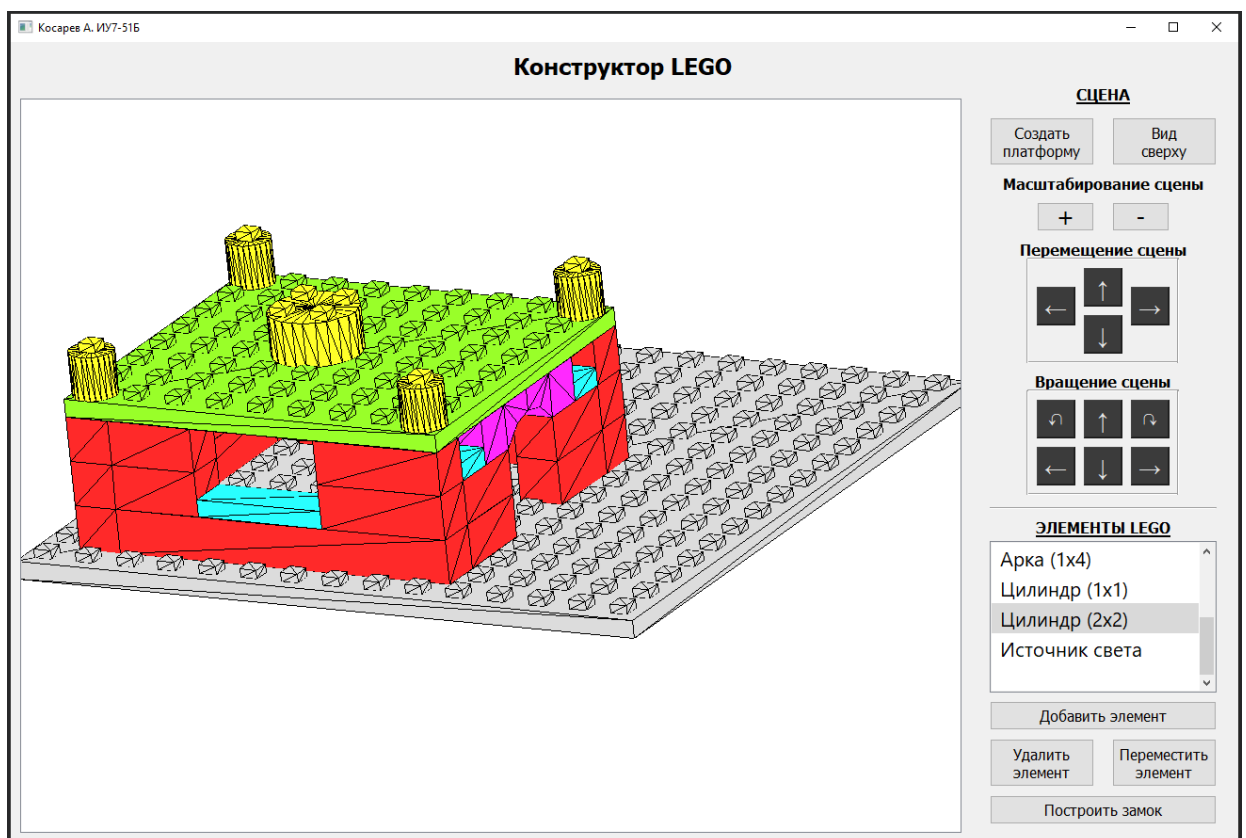 Косарев А. ИУ7-51Б
Конструктор LEGO
СЦЕНА
Создать
платформу
Вид
сверху
Масштабирование сцены
+
-
Перемещение сцены
←
↑
→
↓
Вращение сцены
↑
←
↓
→
ЭЛЕМЕНТЫ LEGO
Арка (1x4)
Цилиндр (1x1)
Цилиндр (2x2)
Источник света
Добавить элемент
Удалить
элемент
Переместить
элемент
Построить замок